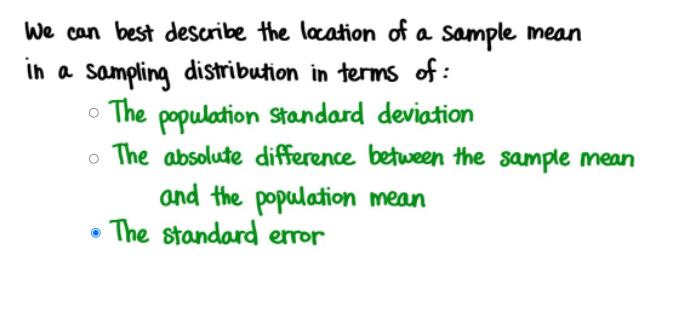 We can best describe the location of a sample mean
in a sampling distribution in terms of:
The population standard deviation
The absolute difference between the sample mean
and the population mean
The standard error